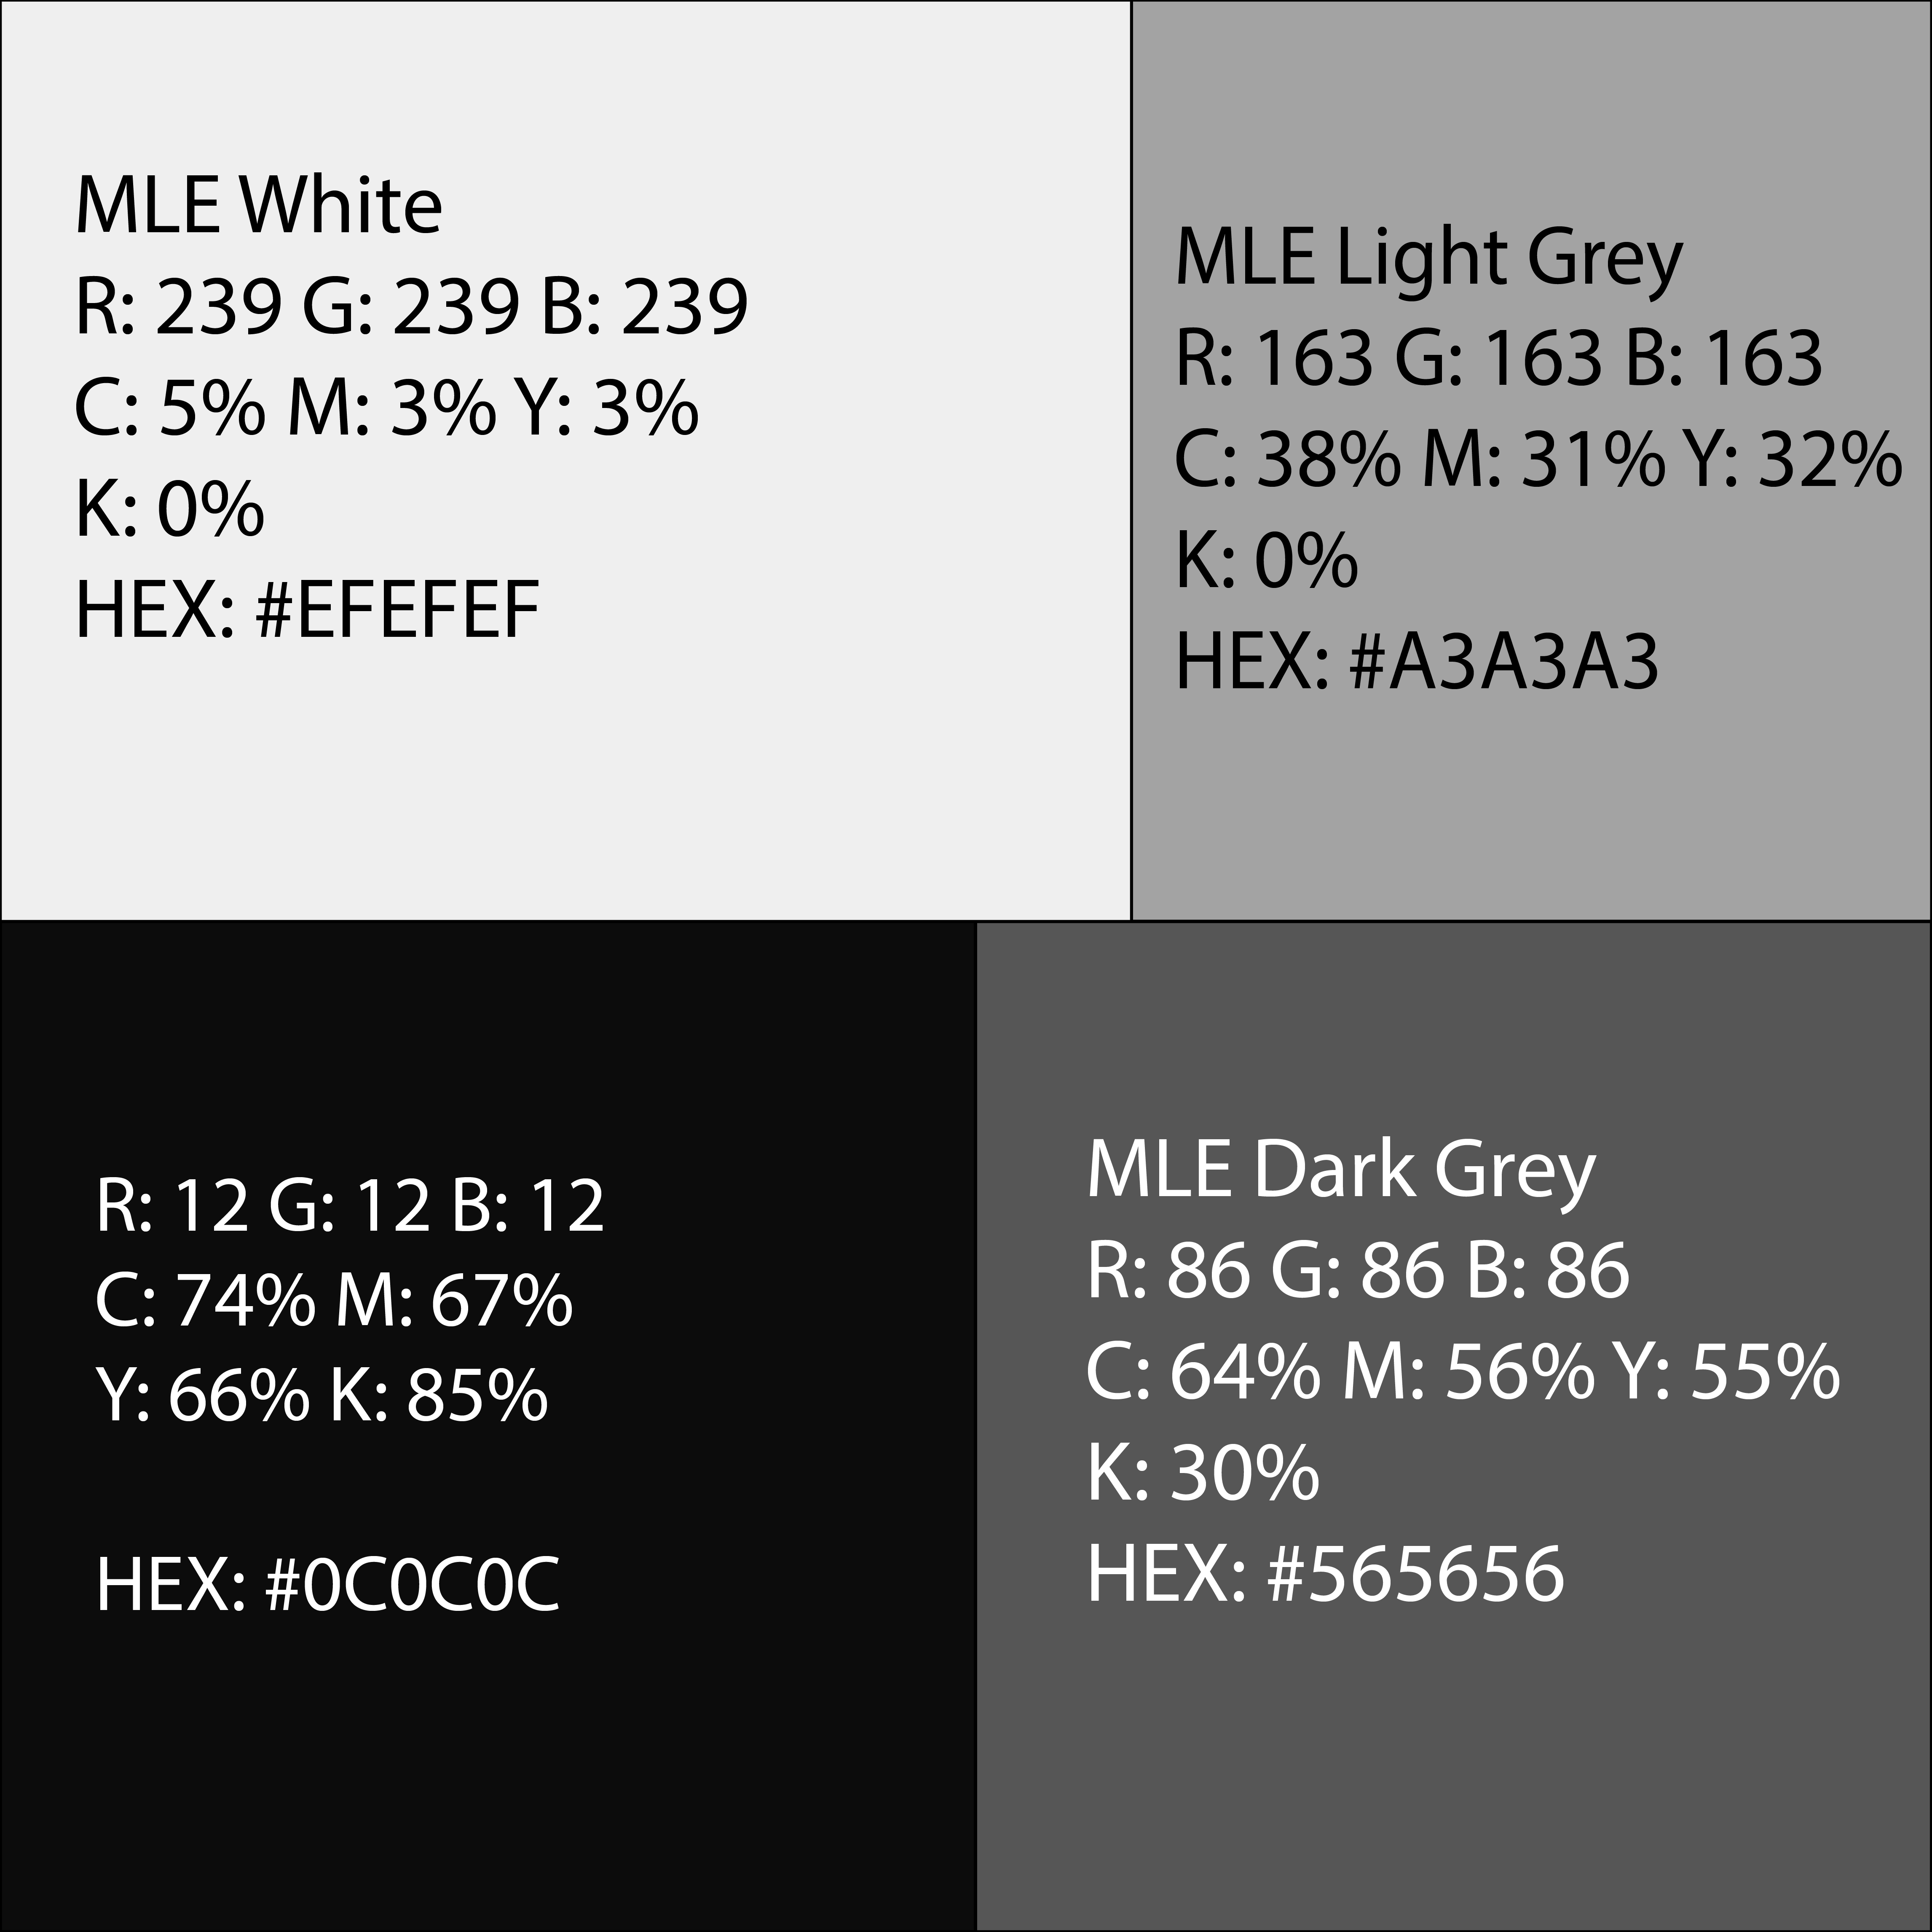 MLE White
R: 239 G: 239 B: 239
C: 5% M: 3% Y: 3%
K: 0%
HEX: #EFEFEF
MLE Light Grey
R: 163 G: 163 B: 163
C: 38% M: 31% Y: 32%
K: 0%
HEX: #A3A3A3
R: 12 G: 12 B: 12
C: 74% M: 67%
Y: 66% K: 85%
HEX: #0C0C0C
MLE Dark Grey
R: 86 G: 86 B: 86
C: 64% M: 56% Y: 55%
K: 30%
HEX: #565656